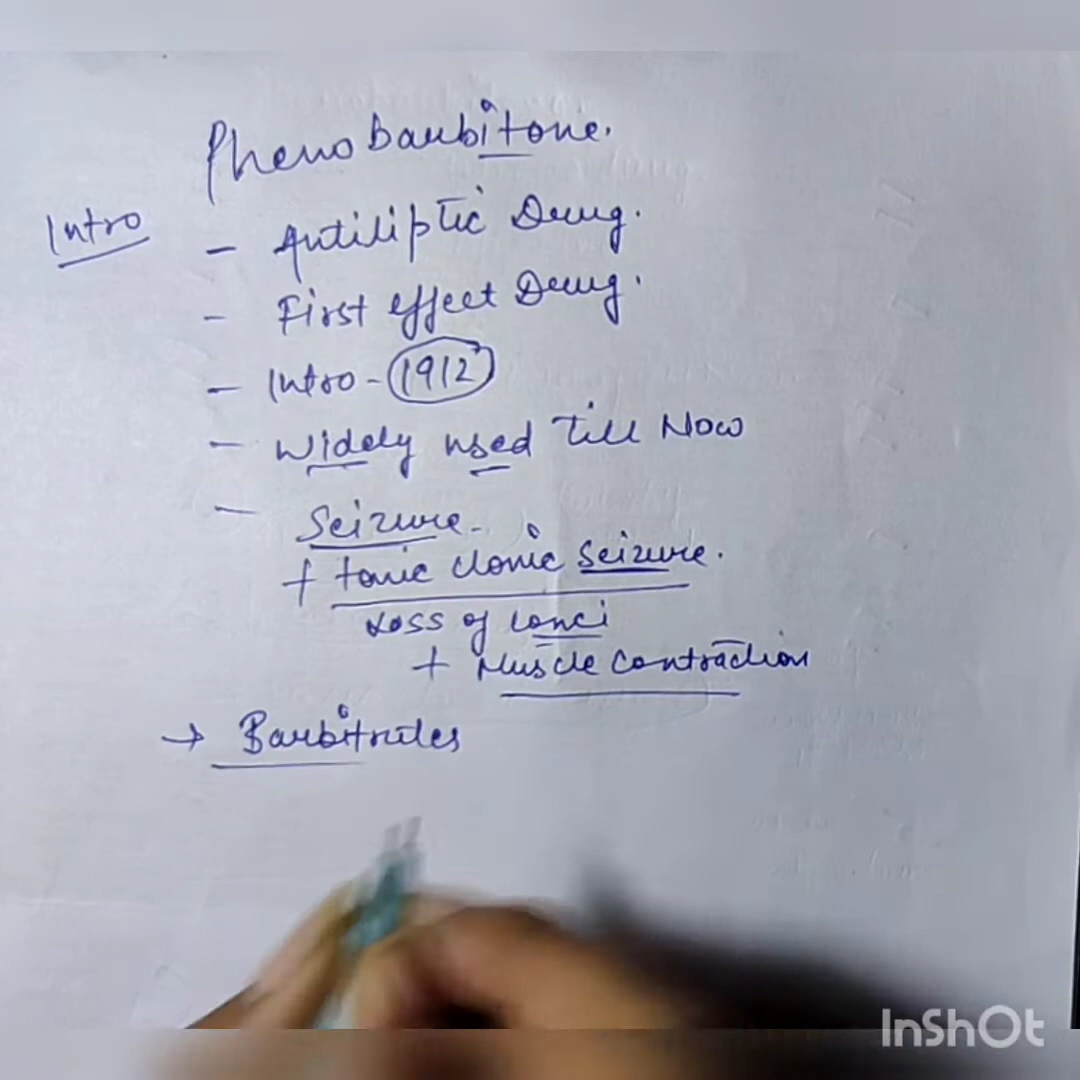 Phenobarbitone.
Intro
- Antiliptic Drug.
- First effect Drug.
- Intro - 1912
- Widely used Till Now
- Seizure -
+ tonic clonic seizure.
Loss of conci
+ Muscle contraction
→ Barbitrutes
InShOt